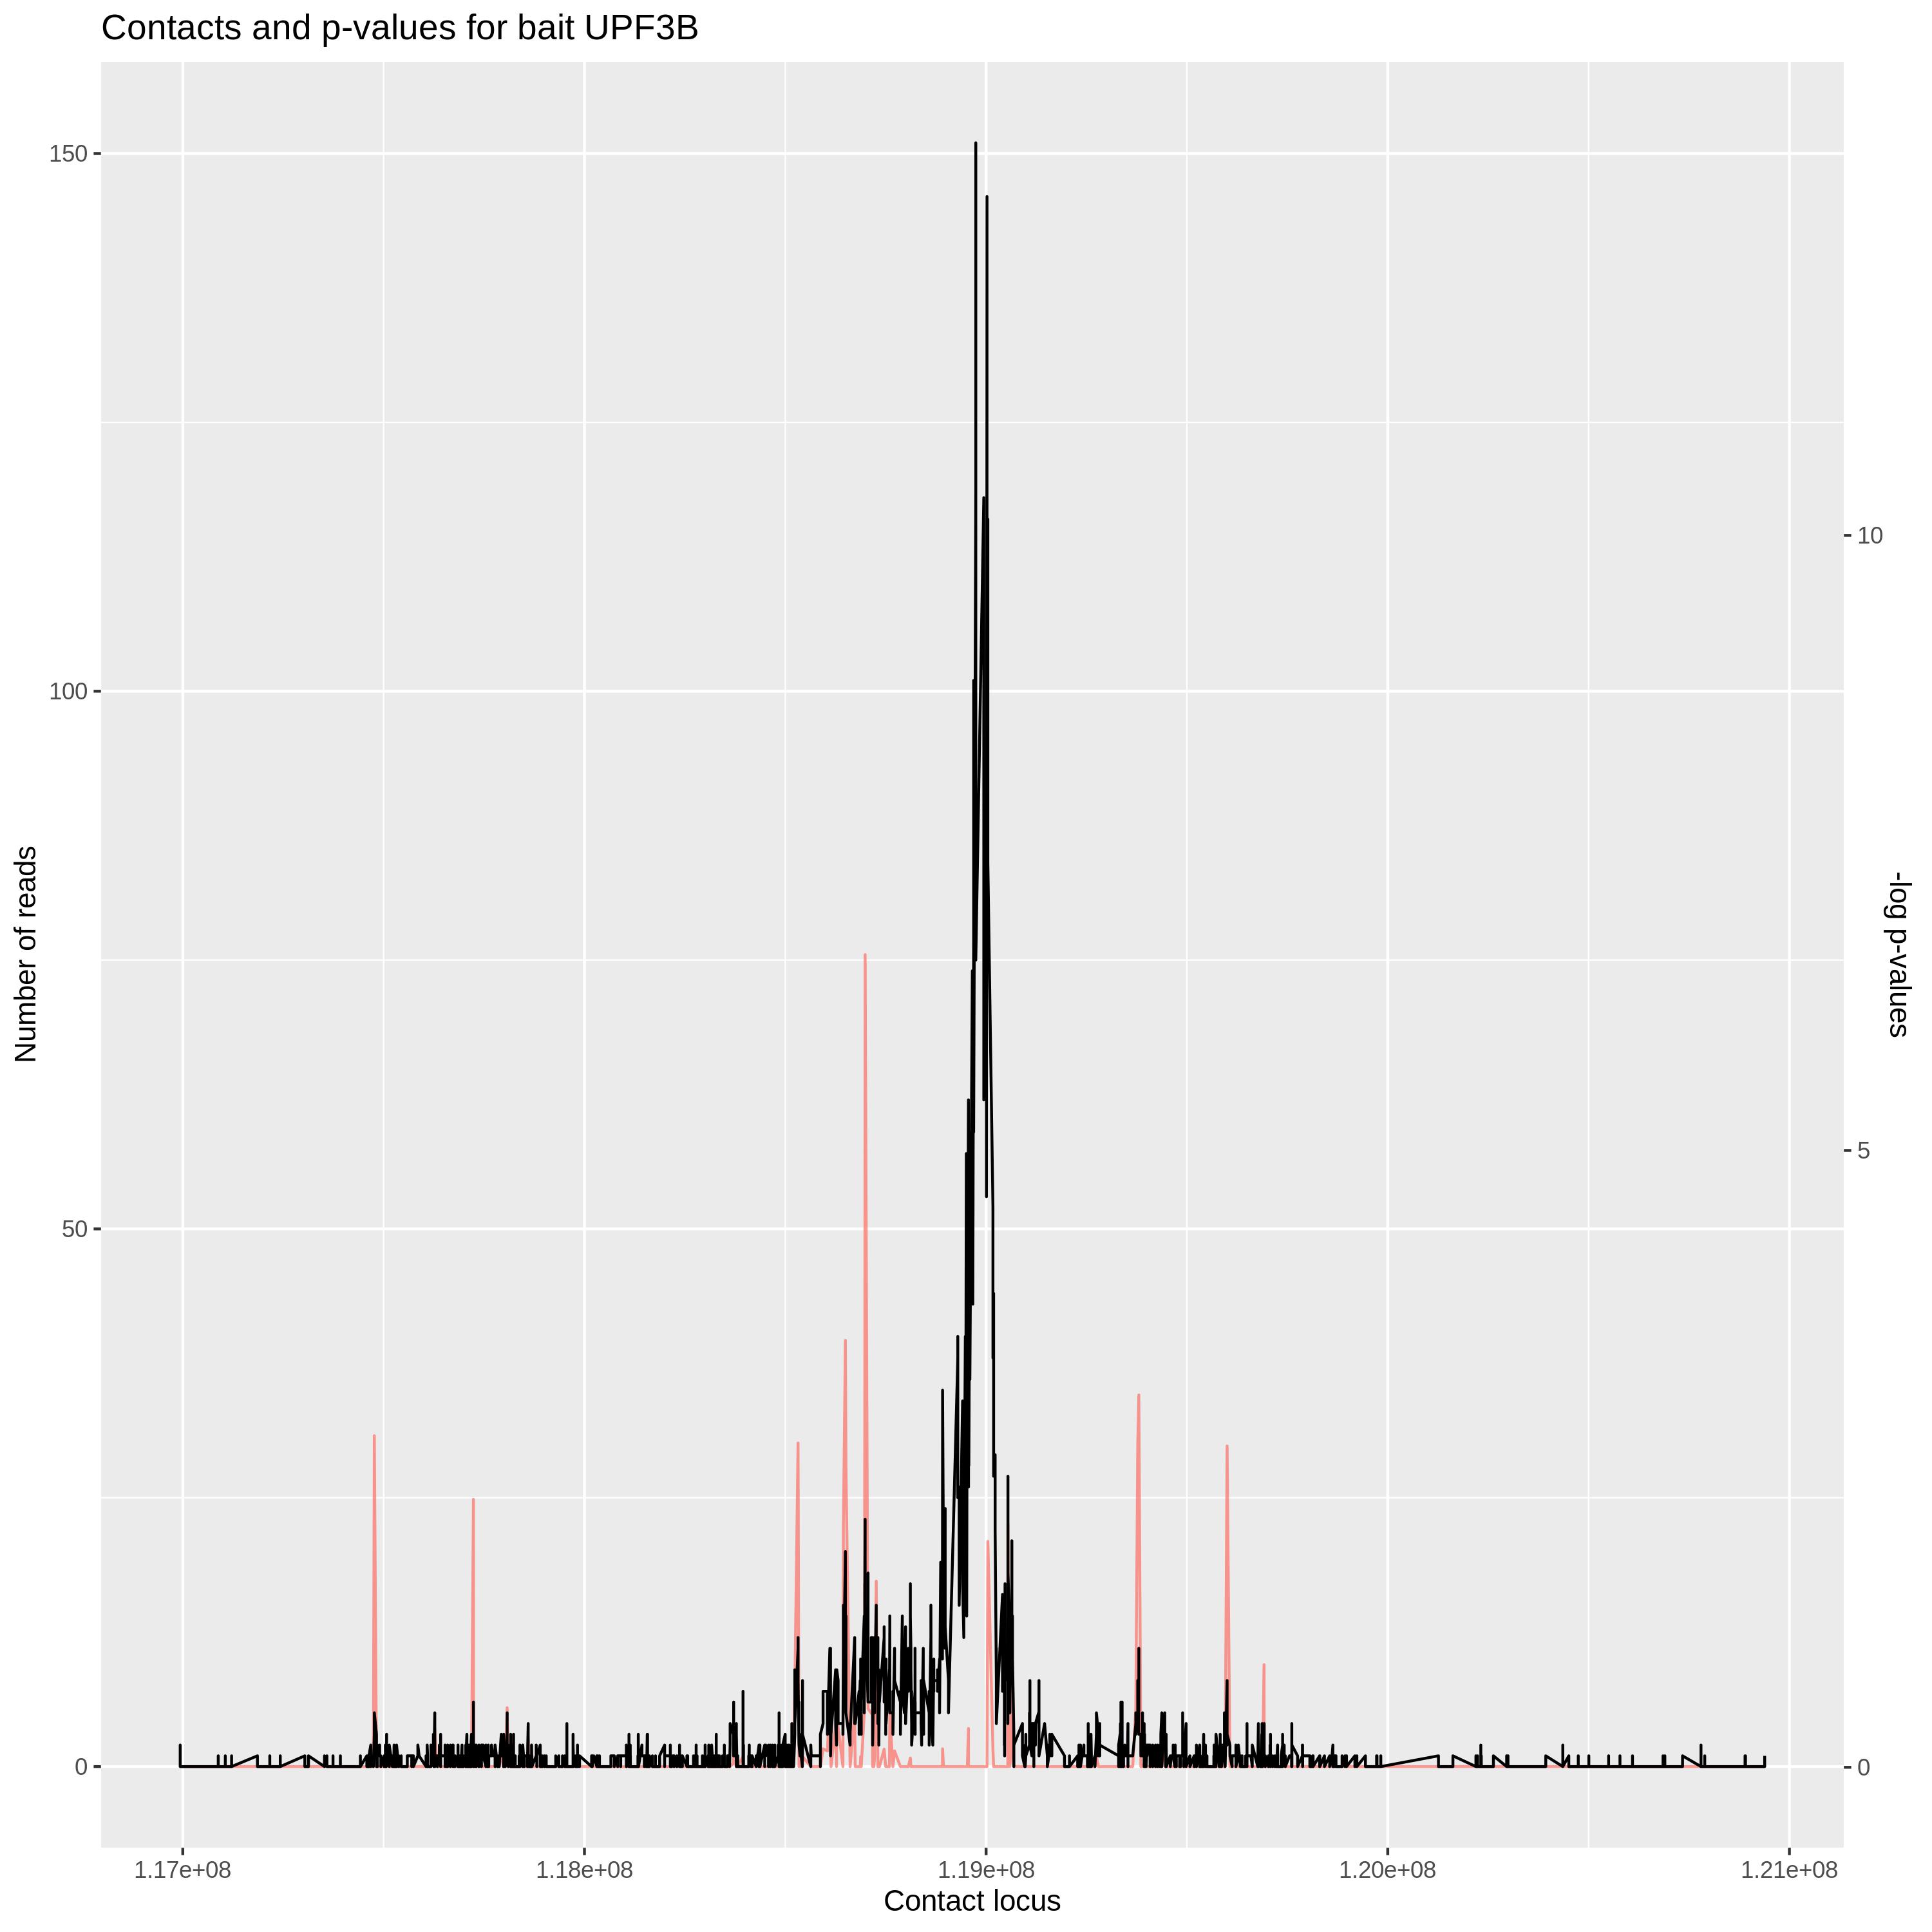 Contacts and p-values for bait UPF3B
150
100
50
0
Number of reads
10
5
0
-log p-values
1.17e+08 1.18e+08 1.19e+08 1.20e+08 1.21e+08
Contact locus